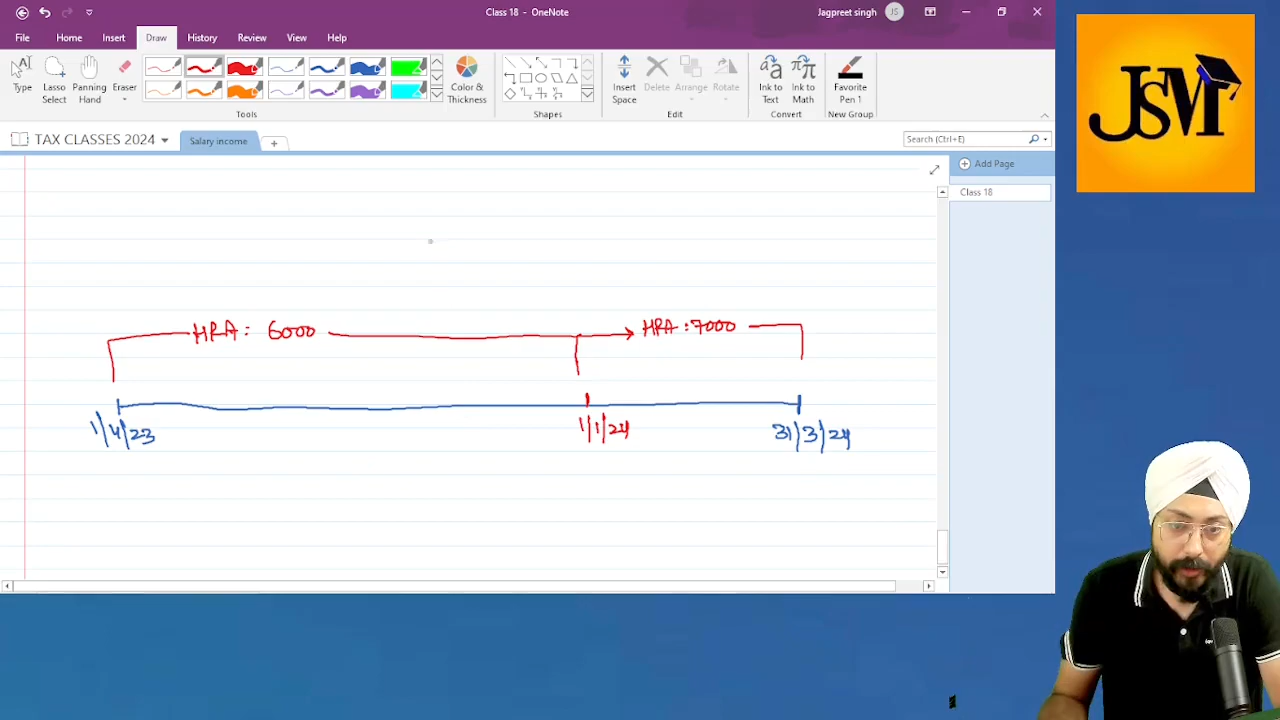 Class 18 - OneNote
Jagpreet singh JS
File Home Insert Draw History Review View Help
Type
Lasso Select
Panning Hand
Eraser
Color & Thickness
Insert Space
Delete
Arrange
Rotate
Ink to Text
Ink to Math
Favorite Pen 1
Tools Shapes Edit Convert New Group
TAX CLASSES 2024 Salary income
Search (Ctrl+E)
Add Page
Class 18
JSM
HRA: 6000 HRA: 7000
1/4/23 1/1/24 31/3/24